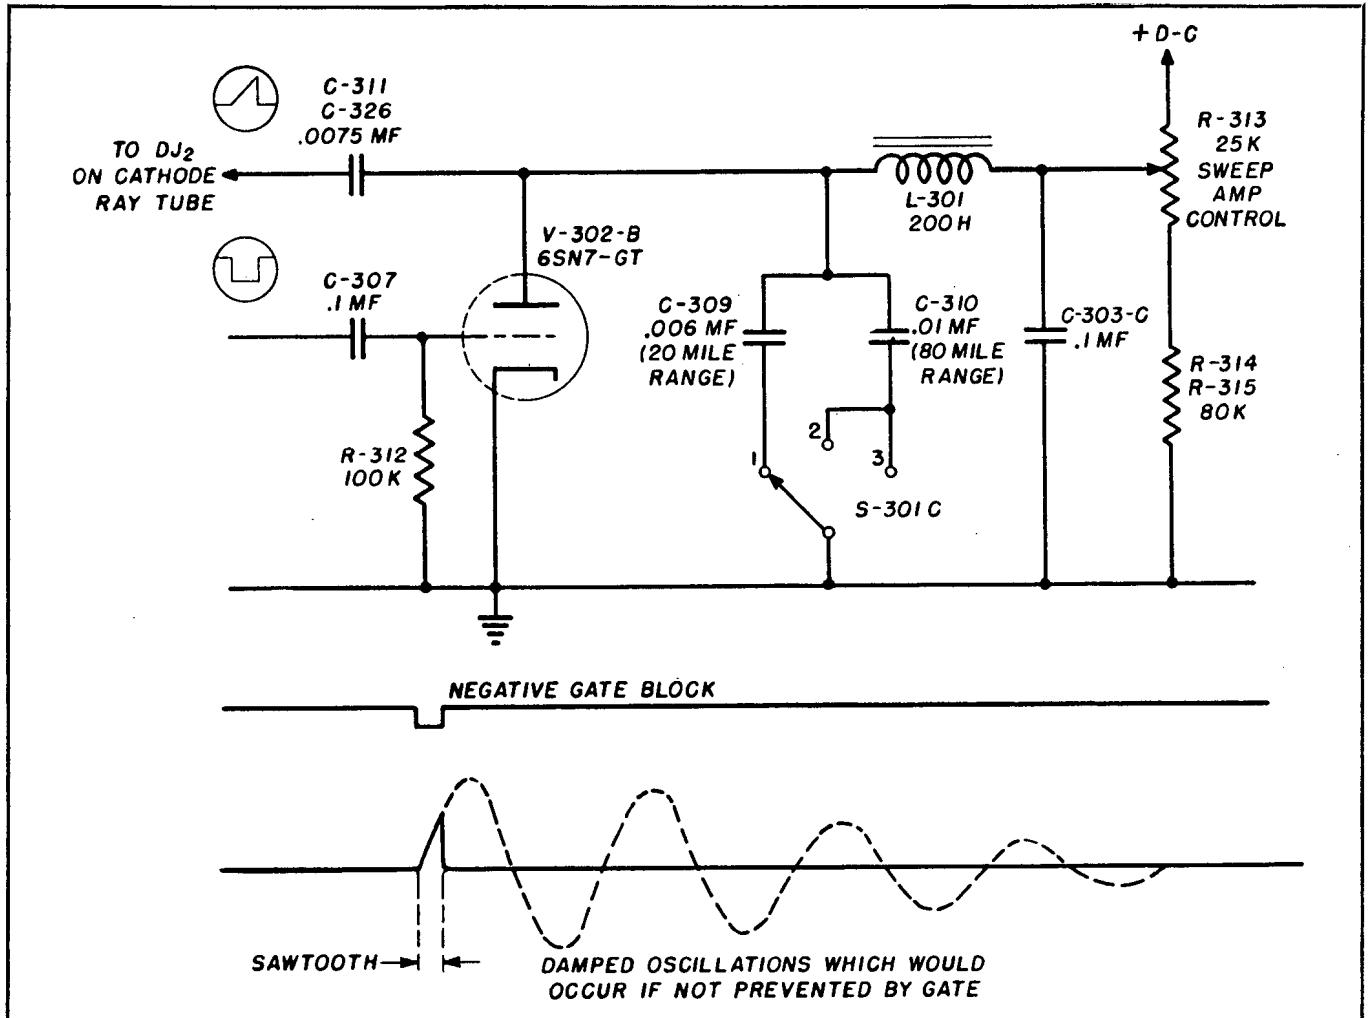 + D-C
C-311
C-326
.0075 MF
TO DJ2
ON CATHODE
RAY TUBE
R-313
25K
SWEEP
AMP
CONTROL
L-301
200 H
V-302-B
6SN7-GT
C-307
.1 MF
C-309
.006 MF
(20 MILE
RANGE)
C-310
.01 MF
(80 MILE
RANGE)
C-303-C
.1 MF
R-314
R-315
80K
R-312
100 K
1
2
3
S-301 C
NEGATIVE GATE BLOCK
SAWTOOTH
DAMPED OSCILLATIONS WHICH WOULD
OCCUR IF NOT PREVENTED BY GATE